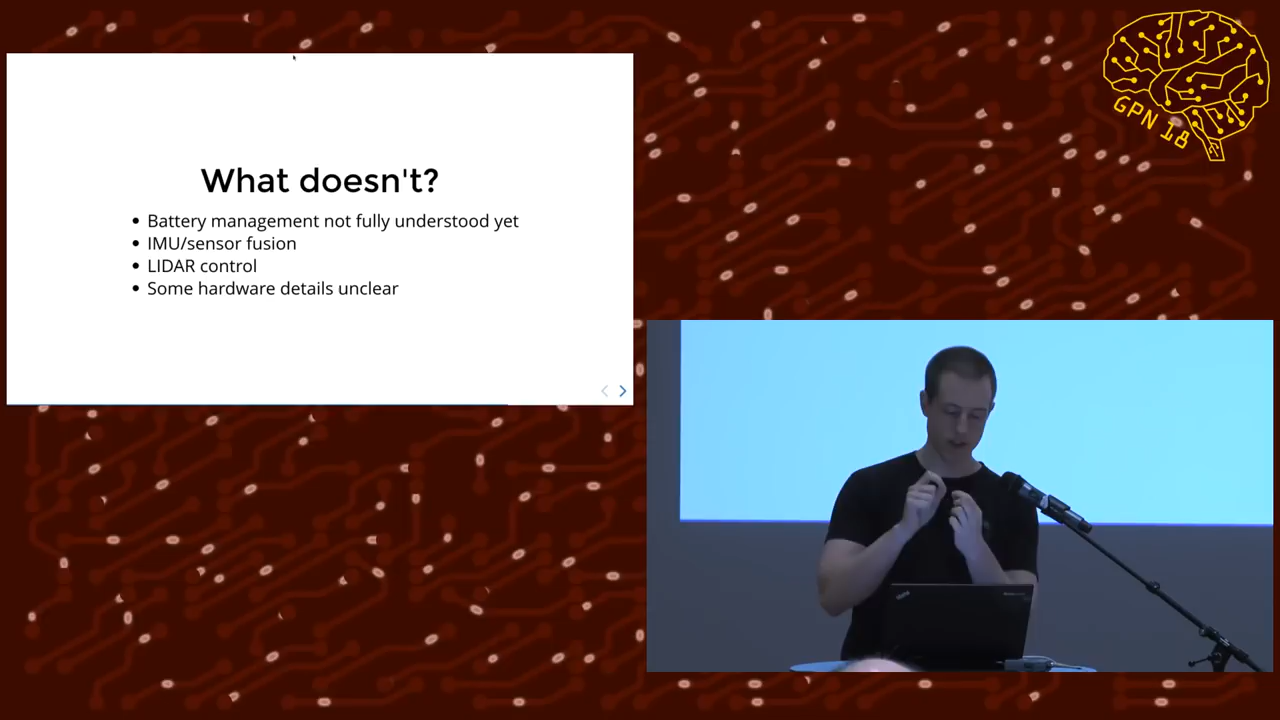 What doesn't?
• Battery management not fully understood yet
• IMU/sensor fusion
• LIDAR control
• Some hardware details unclear
GPN 18